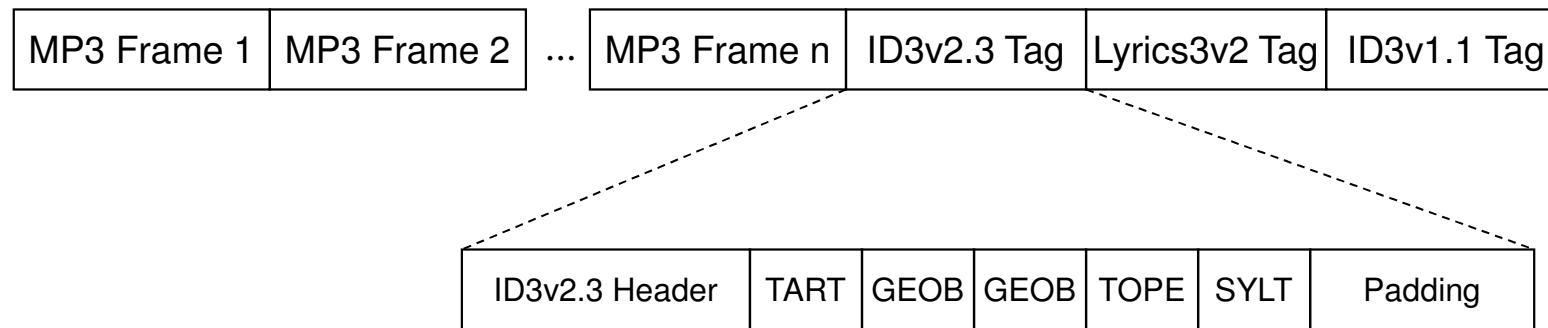 MP3 Frame 1 MP3 Frame 2 ... MP3 Frame n ID3v2.3 Tag Lyrics3v2 Tag ID3v1.1 Tag
ID3v2.3 Header TART GEOB GEOB TOPE SYLT Padding